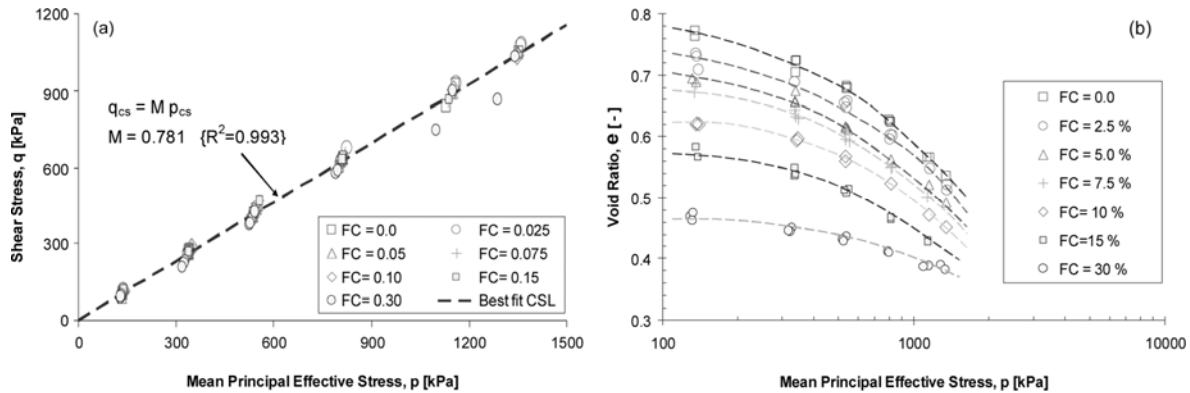 (a)
1200
900
600
300
0
Shear Stress, q [kPa]
q_cs = M p_cs
M = 0.781 {R²=0.993}
FC = 0.0
FC = 0.025
FC = 0.05
FC = 0.075
FC = 0.10
FC = 0.15
FC= 0.30
Best fit CSL
0 300 600 900 1200 1500
Mean Principal Effective Stress, p [kPa]
(b)
0.8
0.7
0.6
0.5
0.4
0.3
Void Ratio, e [-]
FC = 0.0
FC = 2.5 %
FC = 5.0 %
FC = 7.5 %
FC= 10 %
FC=15 %
FC = 30 %
100 1000 10000
Mean Principal Effective Stress, p [kPa]